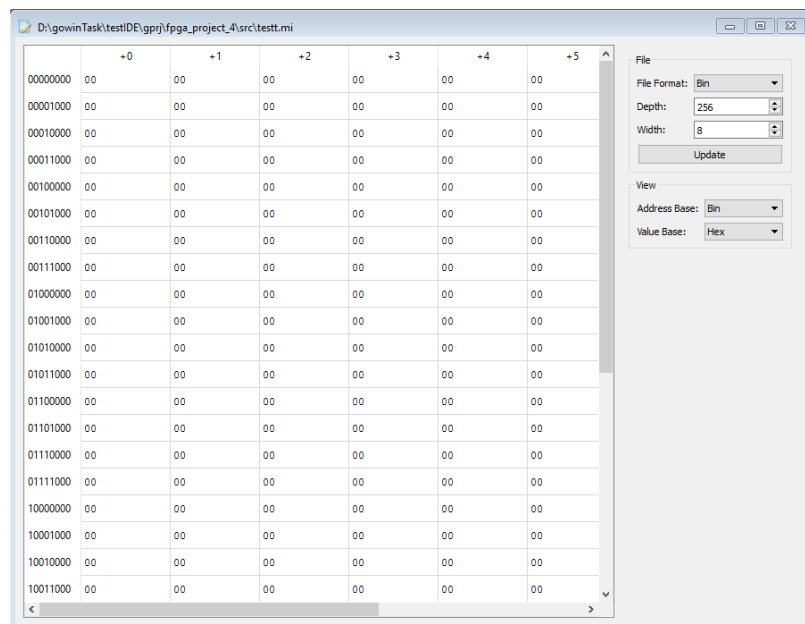 D:\gowinTask\testIDE\gprj\fpga_project_4\src\testt.mi
+0 +1 +2 +3 +4 +5
00000000 00 00 00 00 00 00
00001000 00 00 00 00 00 00
00010000 00 00 00 00 00 00
00011000 00 00 00 00 00 00
00100000 00 00 00 00 00 00
00101000 00 00 00 00 00 00
00110000 00 00 00 00 00 00
00111000 00 00 00 00 00 00
01000000 00 00 00 00 00 00
01001000 00 00 00 00 00 00
01010000 00 00 00 00 00 00
01011000 00 00 00 00 00 00
01100000 00 00 00 00 00 00
01101000 00 00 00 00 00 00
01110000 00 00 00 00 00 00
01111000 00 00 00 00 00 00
10000000 00 00 00 00 00 00
10001000 00 00 00 00 00 00
10010000 00 00 00 00 00 00
10011000 00 00 00 00 00 00
File
File Format: Bin
Depth: 256
Width: 8
Update
View
Address Base: Bin
Value Base: Hex